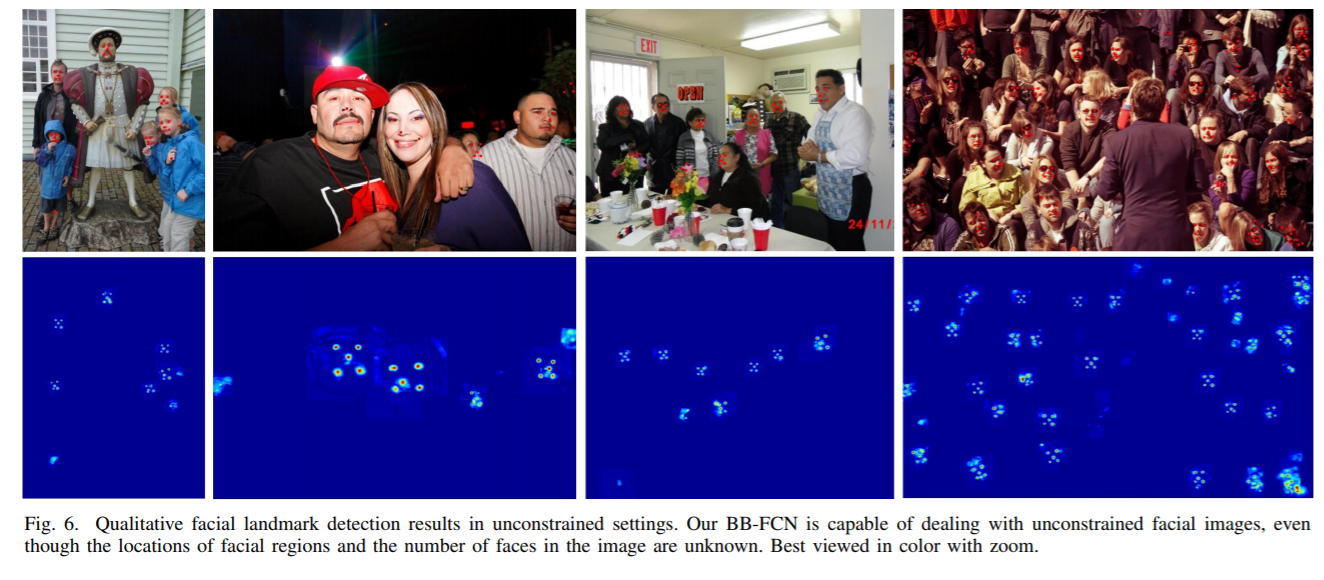 EXIT
OPEN
24/11/
Fig. 6. Qualitative facial landmark detection results in unconstrained settings. Our BB-FCN is capable of dealing with unconstrained facial images, even
though the locations of facial regions and the number of faces in the image are unknown. Best viewed in color with zoom.